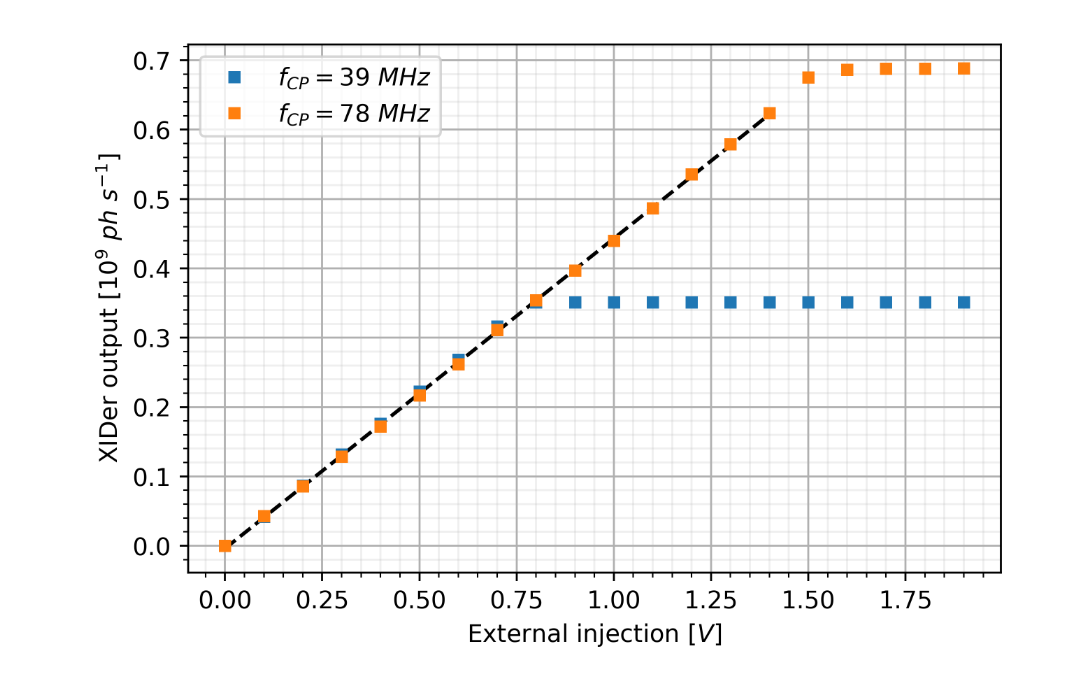 f_CP = 39 MHz
f_CP = 78 MHz
XIDer output [10⁹ ph s⁻¹]
0.7
0.6
0.5
0.4
0.3
0.2
0.1
0.0
0.00 0.25 0.50 0.75 1.00 1.25 1.50 1.75
External injection [V]